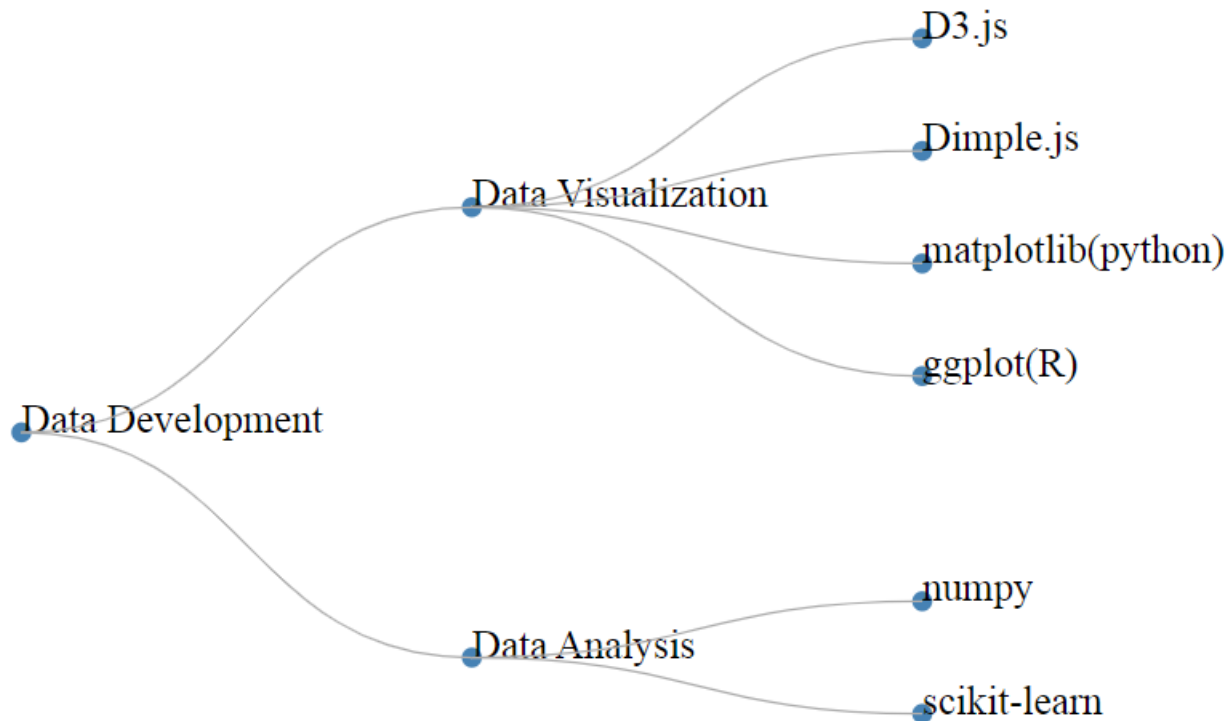 D3.js
Dimple.js
Data Visualization
matplotlib(python)
ggplot(R)
Data Development
numpy
Data Analysis
scikit-learn